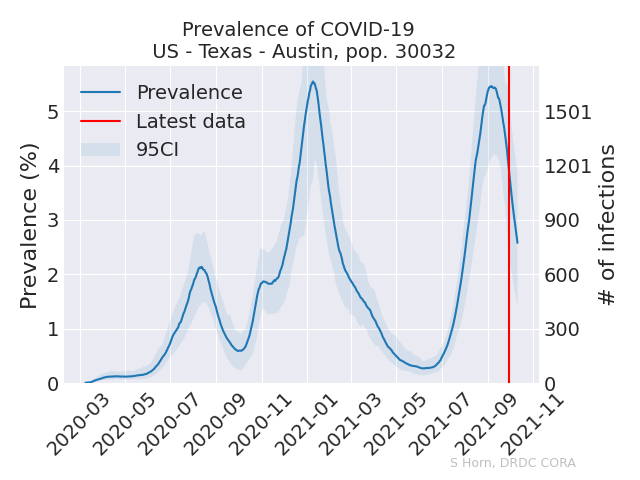 Prevalence of COVID-19
US - Texas - Austin, pop. 30032
Prevalence
Latest data
95CI
Prevalence (%)
5
4
3
2
1
0
1501
1201
900
600
300
0
# of infections
2020-03
2020-05
2020-07
2020-09
2020-11
2021-01
2021-03
2021-05
2021-07
2021-09
2021-11
S Horn, DRDC CORA